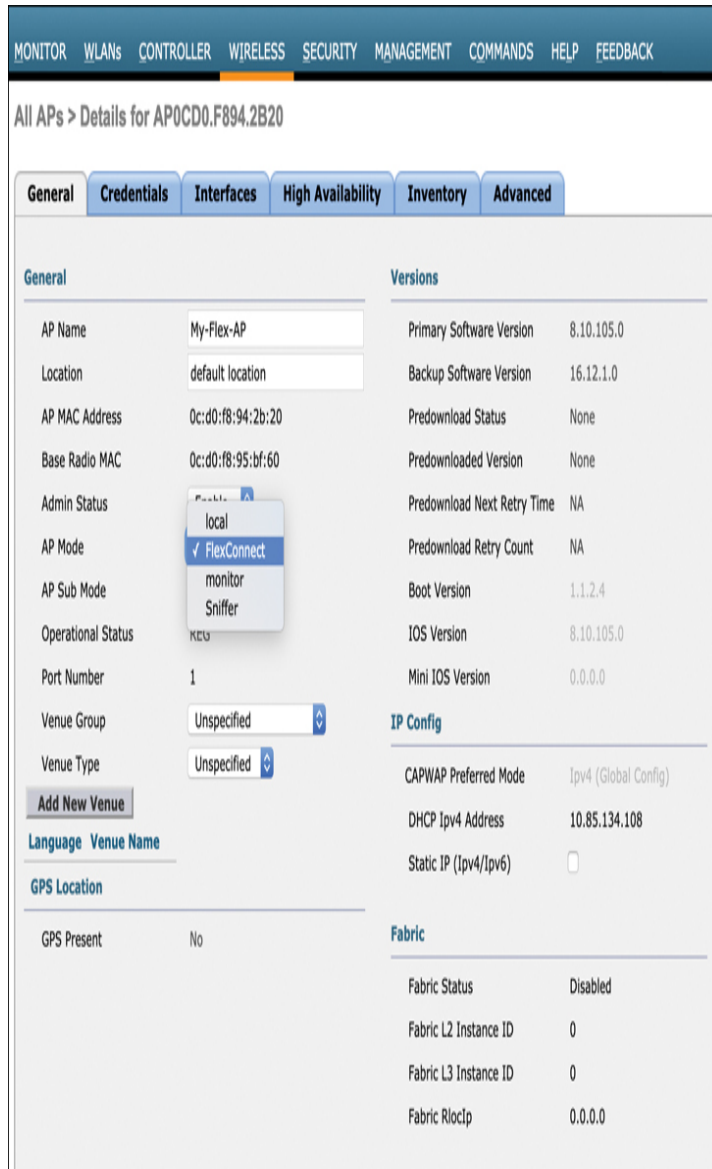 MONITOR WLANs CONTROLLER WIRELESS SECURITY MANAGEMENT COMMANDS HELP FEEDBACK
All APs > Details for AP0CD0.F894.2B20
General Credentials Interfaces High Availability Inventory Advanced
General
AP Name My-Flex-AP
Location default location
AP MAC Address 0c:d0:f8:94:2b:20
Base Radio MAC 0c:d0:f8:95:bf:60
Admin Status
local
AP Mode ✓ FlexConnect
monitor
AP Sub Mode
Sniffer
Operational Status REG
Port Number 1
Venue Group Unspecified
Venue Type Unspecified
Add New Venue
Language Venue Name
GPS Location
GPS Present No
Versions
Primary Software Version 8.10.105.0
Backup Software Version 16.12.1.0
Predownload Status None
Predownloaded Version None
Predownload Next Retry Time NA
Predownload Retry Count NA
Boot Version 1.1.2.4
IOS Version 8.10.105.0
Mini IOS Version 0.0.0.0
IP Config
CAPWAP Preferred Mode Ipv4 (Global Config)
DHCP Ipv4 Address 10.85.134.108
Static IP (Ipv4/Ipv6)
Fabric
Fabric Status Disabled
Fabric L2 Instance ID 0
Fabric L3 Instance ID 0
Fabric RlocIp 0.0.0.0